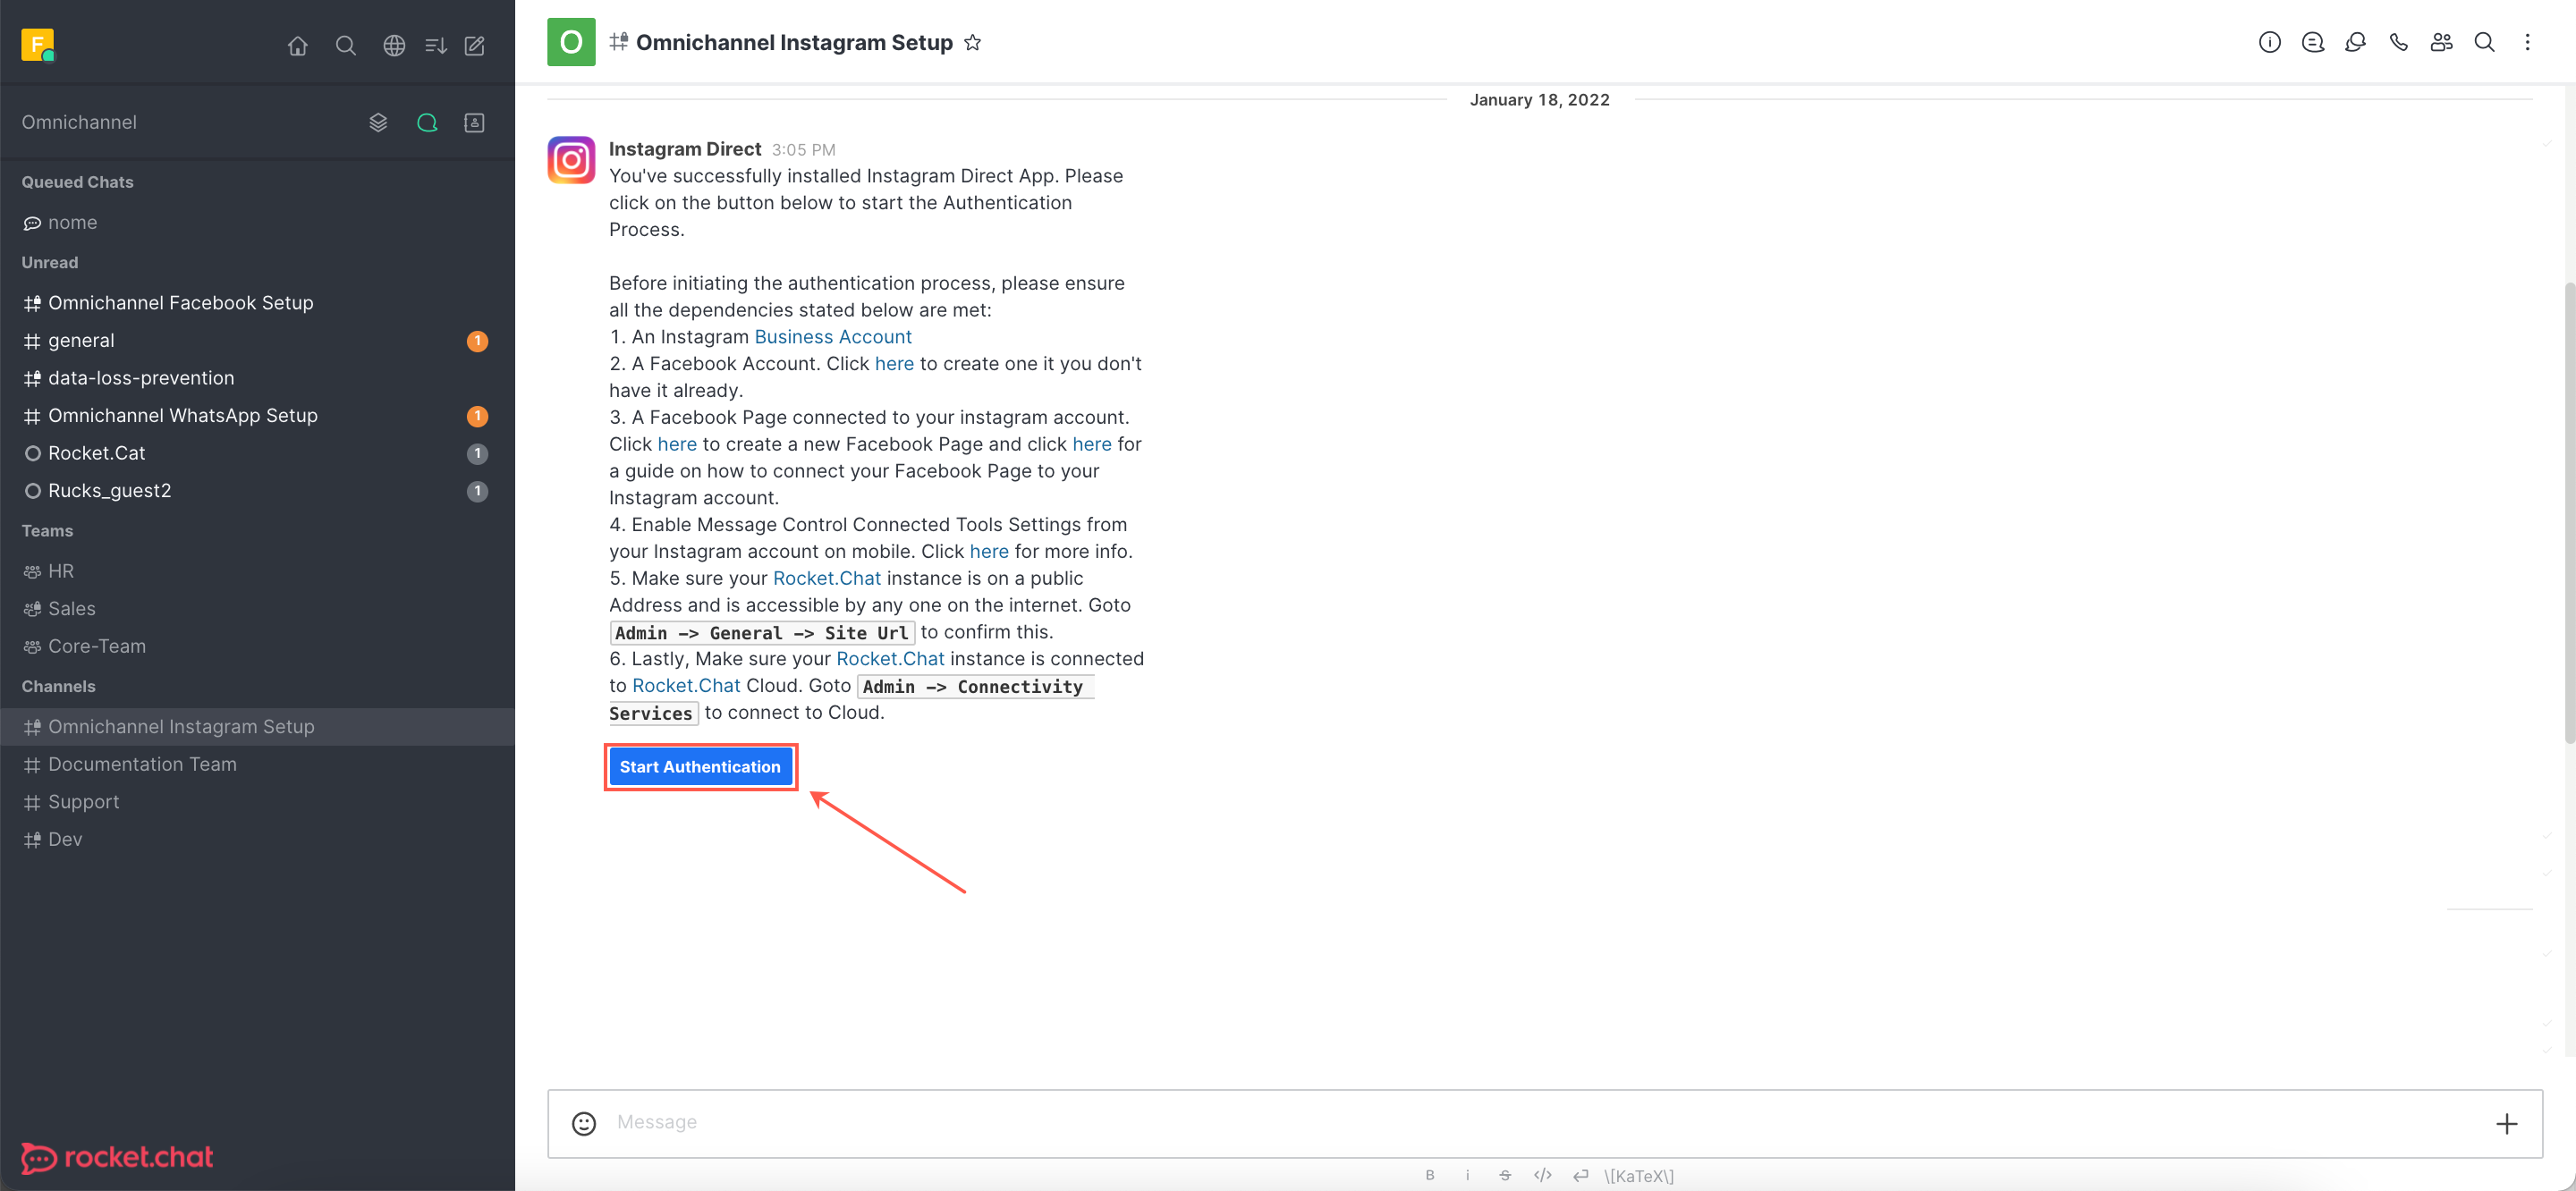 F
Omnichannel
Queued Chats
nome
Unread
Omnichannel Facebook Setup
general 1
data-loss-prevention
Omnichannel WhatsApp Setup 1
Rocket.Cat 1
Rucks_guest2 1
Teams
HR
Sales
Core-Team
Channels
Omnichannel Instagram Setup
Documentation Team
Support
Dev
rocket.chat
O Omnichannel Instagram Setup
January 18, 2022
Instagram Direct 3:05 PM
You've successfully installed Instagram Direct App. Please
click on the button below to start the Authentication
Process.
Before initiating the authentication process, please ensure
all the dependencies stated below are met:
1. An Instagram Business Account
2. A Facebook Account. Click here to create one it you don't
have it already.
3. A Facebook Page connected to your instagram account.
Click here to create a new Facebook Page and click here for
a guide on how to connect your Facebook Page to your
Instagram account.
4. Enable Message Control Connected Tools Settings from
your Instagram account on mobile. Click here for more info.
5. Make sure your Rocket.Chat instance is on a public
Address and is accessible by any one on the internet. Goto
Admin -> General -> Site Url to confirm this.
6. Lastly, Make sure your Rocket.Chat instance is connected
to Rocket.Chat Cloud. Goto Admin -> Connectivity
Services to connect to Cloud.
Start Authentication
Message
B i S </> \[KaTeX\]